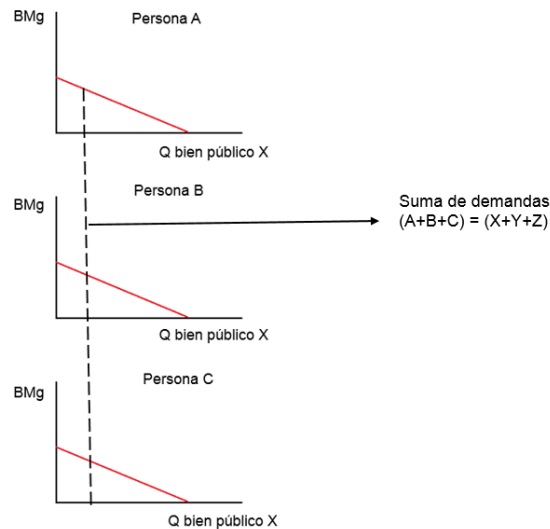 BMg
Persona A
Q bien público X
Persona B
BMg
Suma de demandas
(A+B+C) = (X+Y+Z)
Q bien público X
Persona C
BMg
Q bien público X